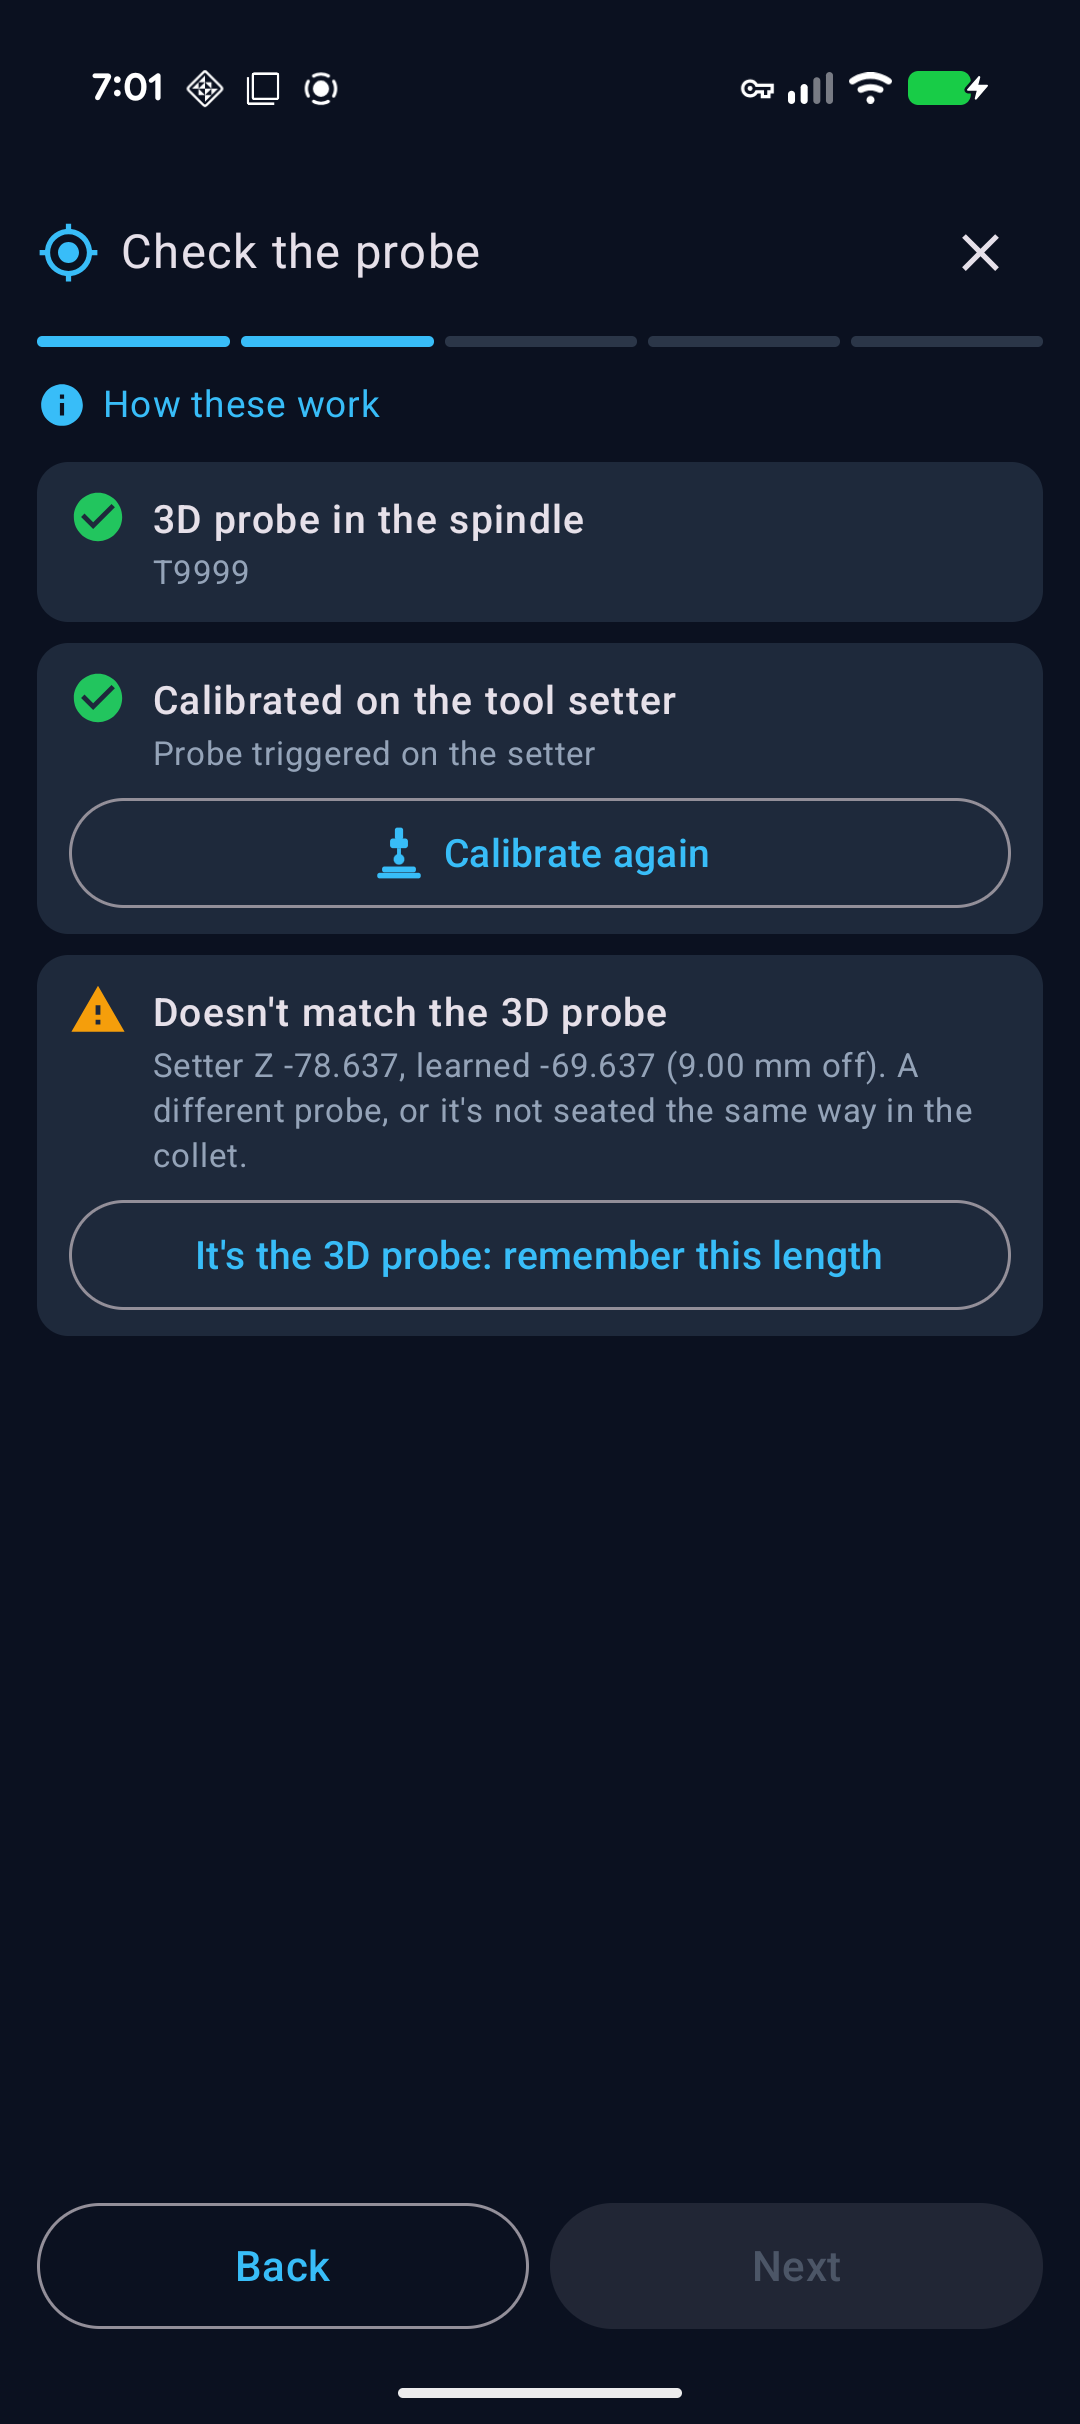 7:01
Check the probe
How these work
3D probe in the spindle
T9999
Calibrated on the tool setter
Probe triggered on the setter
Calibrate again
Doesn't match the 3D probe
Setter Z -78.637, learned -69.637 (9.00 mm off). A
different probe, or it's not seated the same way in the
collet.
It's the 3D probe: remember this length
Back
Next